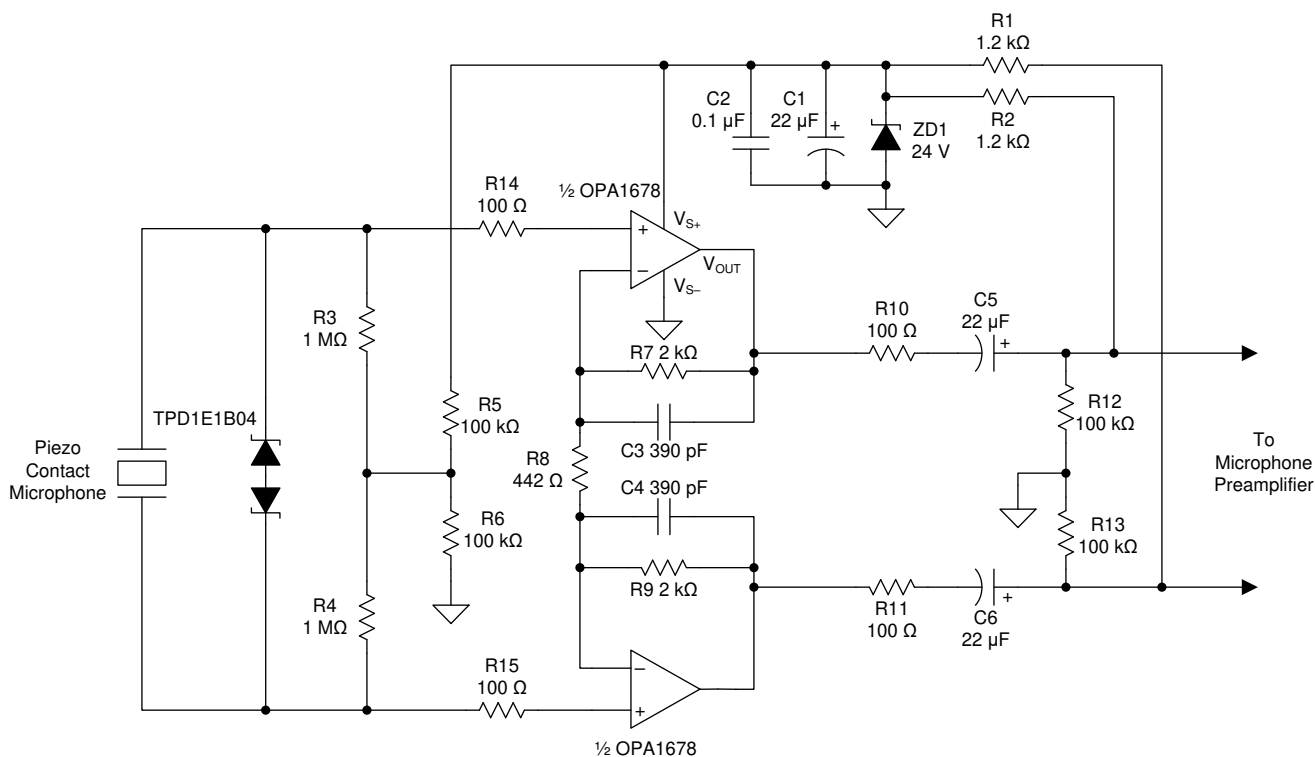 R1
1.2 kΩ
R2
1.2 kΩ
C2
0.1 µF
C1
22 µF
+
ZD1
24 V
R14
100 Ω
½ OPA1678
+
–
VS+
VOUT
VS–
R3
1 MΩ
R10
100 Ω
C5
22 µF
+
R7 2 kΩ
TPD1E1B04
R5
100 kΩ
R12
100 kΩ
C3 390 pF
Piezo
Contact
Microphone
R8
442 Ω
To
Microphone
Preamplifier
C4 390 pF
R6
100 kΩ
R13
100 kΩ
R9 2 kΩ
R4
1 MΩ
R11
100 Ω
+
C6
22 µF
R15
100 Ω
–
+
½ OPA1678